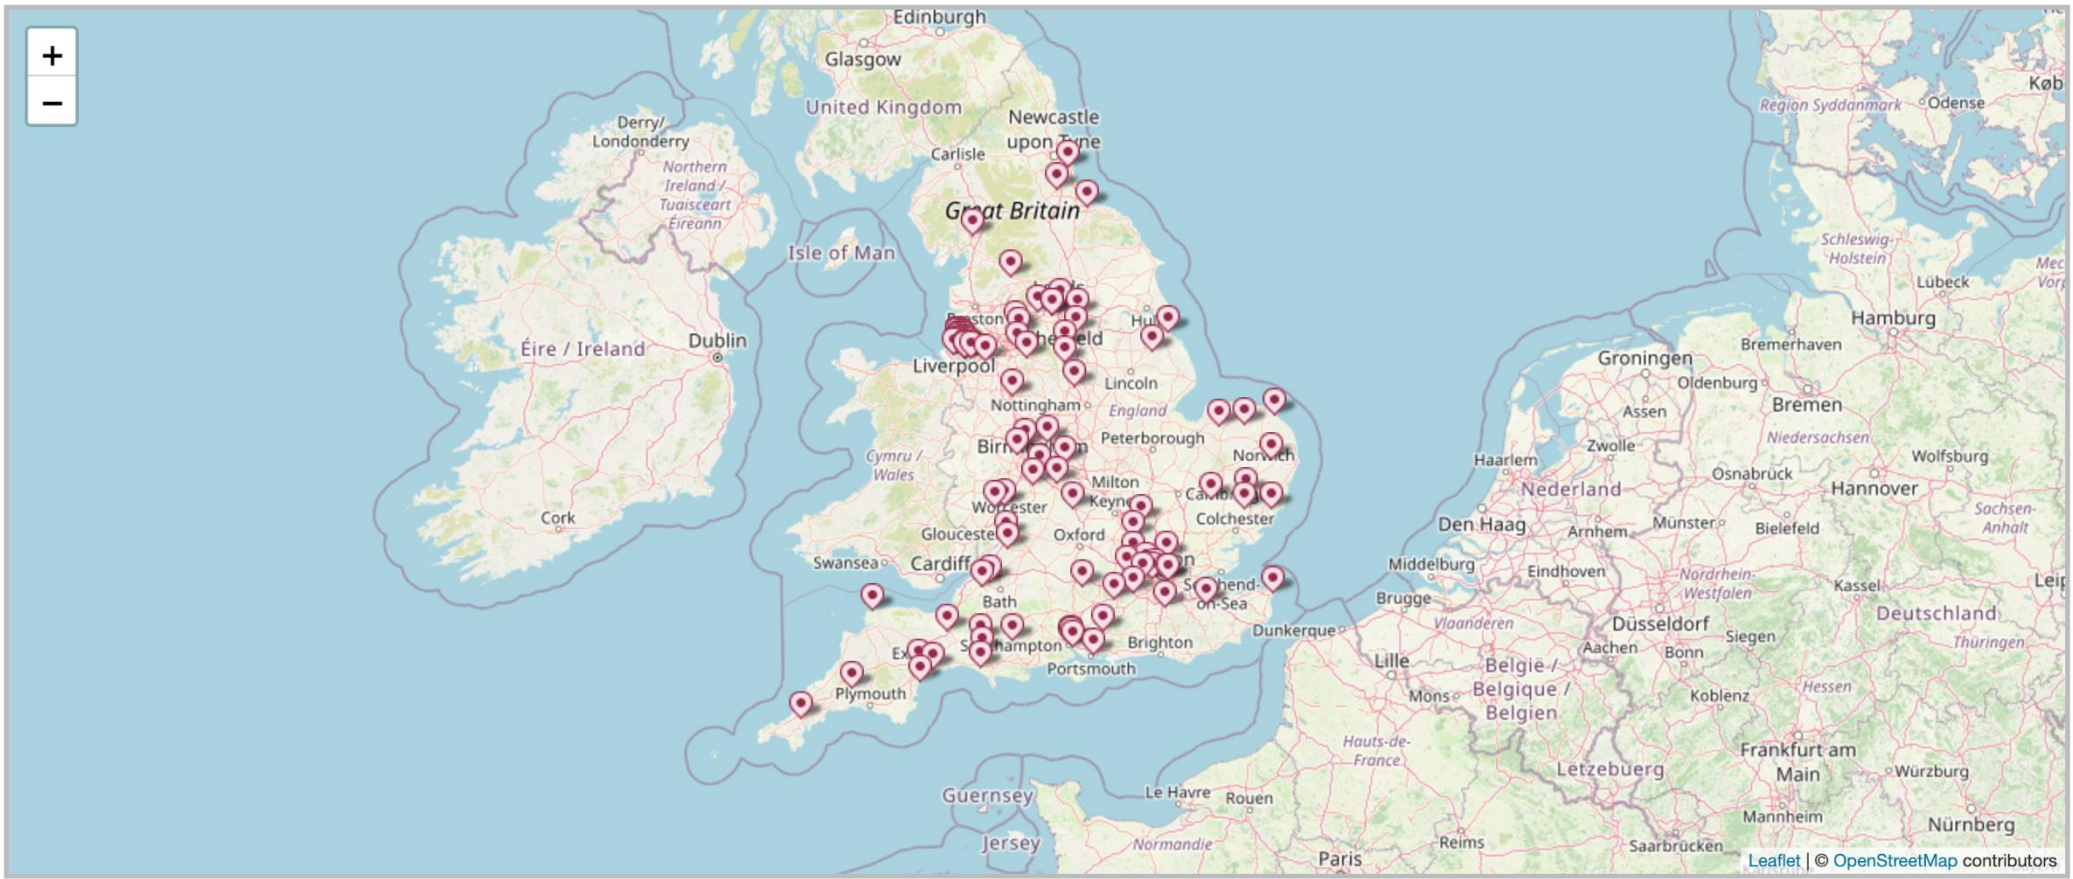 +
−
Edinburgh
Glasgow
United Kingdom
Derry/
Londonderry
Northern
Ireland /
Tuaisceart
Éireann
Carlisle
Newcastle
upon Tyne
Great Britain
Isle of Man
Dublin
Éire / Ireland
Cork
Preston
Liverpool
Lincoln
Nottingham
England
Peterborough
Norwich
Cymru /
Wales
Milton
Worcester
Colchester
Oxford
Swansea
Cardiff
Bath
on-Sea
Brighton
Portsmouth
Plymouth
Guernsey
Jersey
Region Syddanmark
Odense
Køb
Schleswig-
Holstein
Lübeck
Hamburg
Groningen
Bremerhaven
Oldenburg
Bremen
Assen
Niedersachsen
Zwolle
Haarlem
Nederland
Osnabrück
Wolfsburg
Hannover
Sachsen-
Anhalt
Den Haag
Arnhem
Münster
Bielefeld
Middelburg
Eindhoven
Nordrhein-
Westfalen
Kassel
Leip
Brugge
Vlaanderen
Düsseldorf
Deutschland
Siegen
Thüringen
Dunkerque
Lille
België /
Belgique /
Belgien
Aachen
Bonn
Mons
Koblenz
Hessen
Hauts-de-
France
Lëtzebuerg
Frankfurt am
Main
Würzburg
Le Havre
Rouen
Mannheim
Nürnberg
Normandie
Reims
Saarbrücken
Paris
Leaflet | © OpenStreetMap contributors